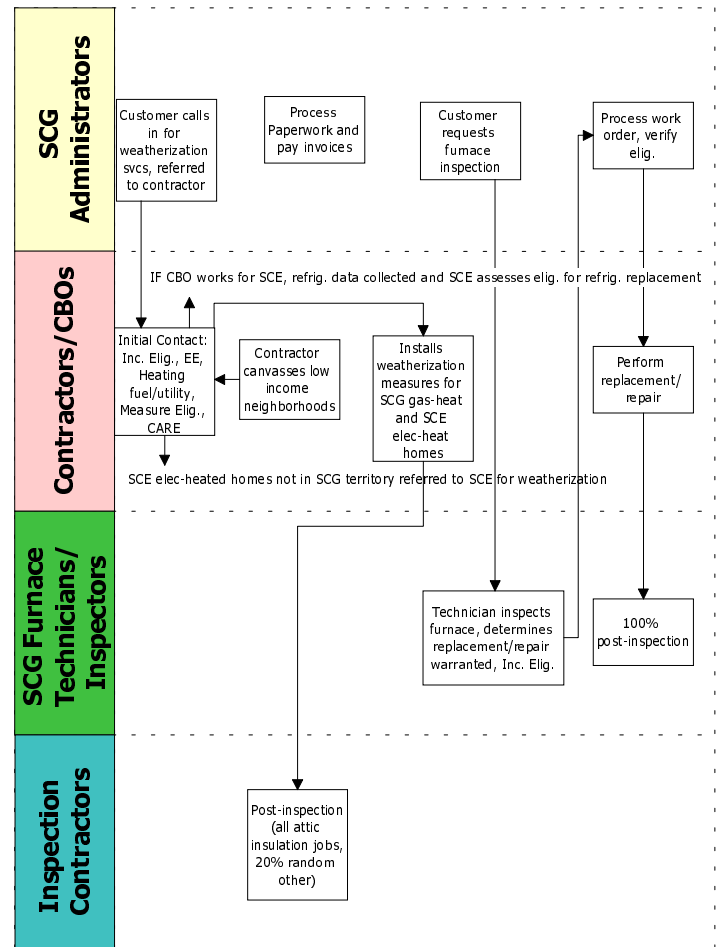 SCG
Administrators
Customer calls
in for
weatherization
svcs, referred
to contractor
Process
Paperwork and
pay invoices
Customer
requests
furnace
inspection
Process work
order, verify
elig.
Contractors/CBOs
IF CBO works for SCE, refrig. data collected and SCE assesses elig. for refrig. replacement
Initial Contact:
Inc. Elig., EE,
Heating
fuel/utility,
Measure Elig.,
CARE
Contractor
canvasses low
income
neighborhoods
Installs
weatherization
measures for
SCG gas-heat
and SCE
elec-heat
homes
Perform
replacement/
repair
SCE elec-heated homes not in SCG territory referred to SCE for weatherization
SCG Furnace
Technicians/
Inspectors
Technician inspects
furnace, determines
replacement/repair
warranted, Inc. Elig.
100%
post-inspection
Inspection
Contractors
Post-inspection
(all attic
insulation jobs,
20% random
other)